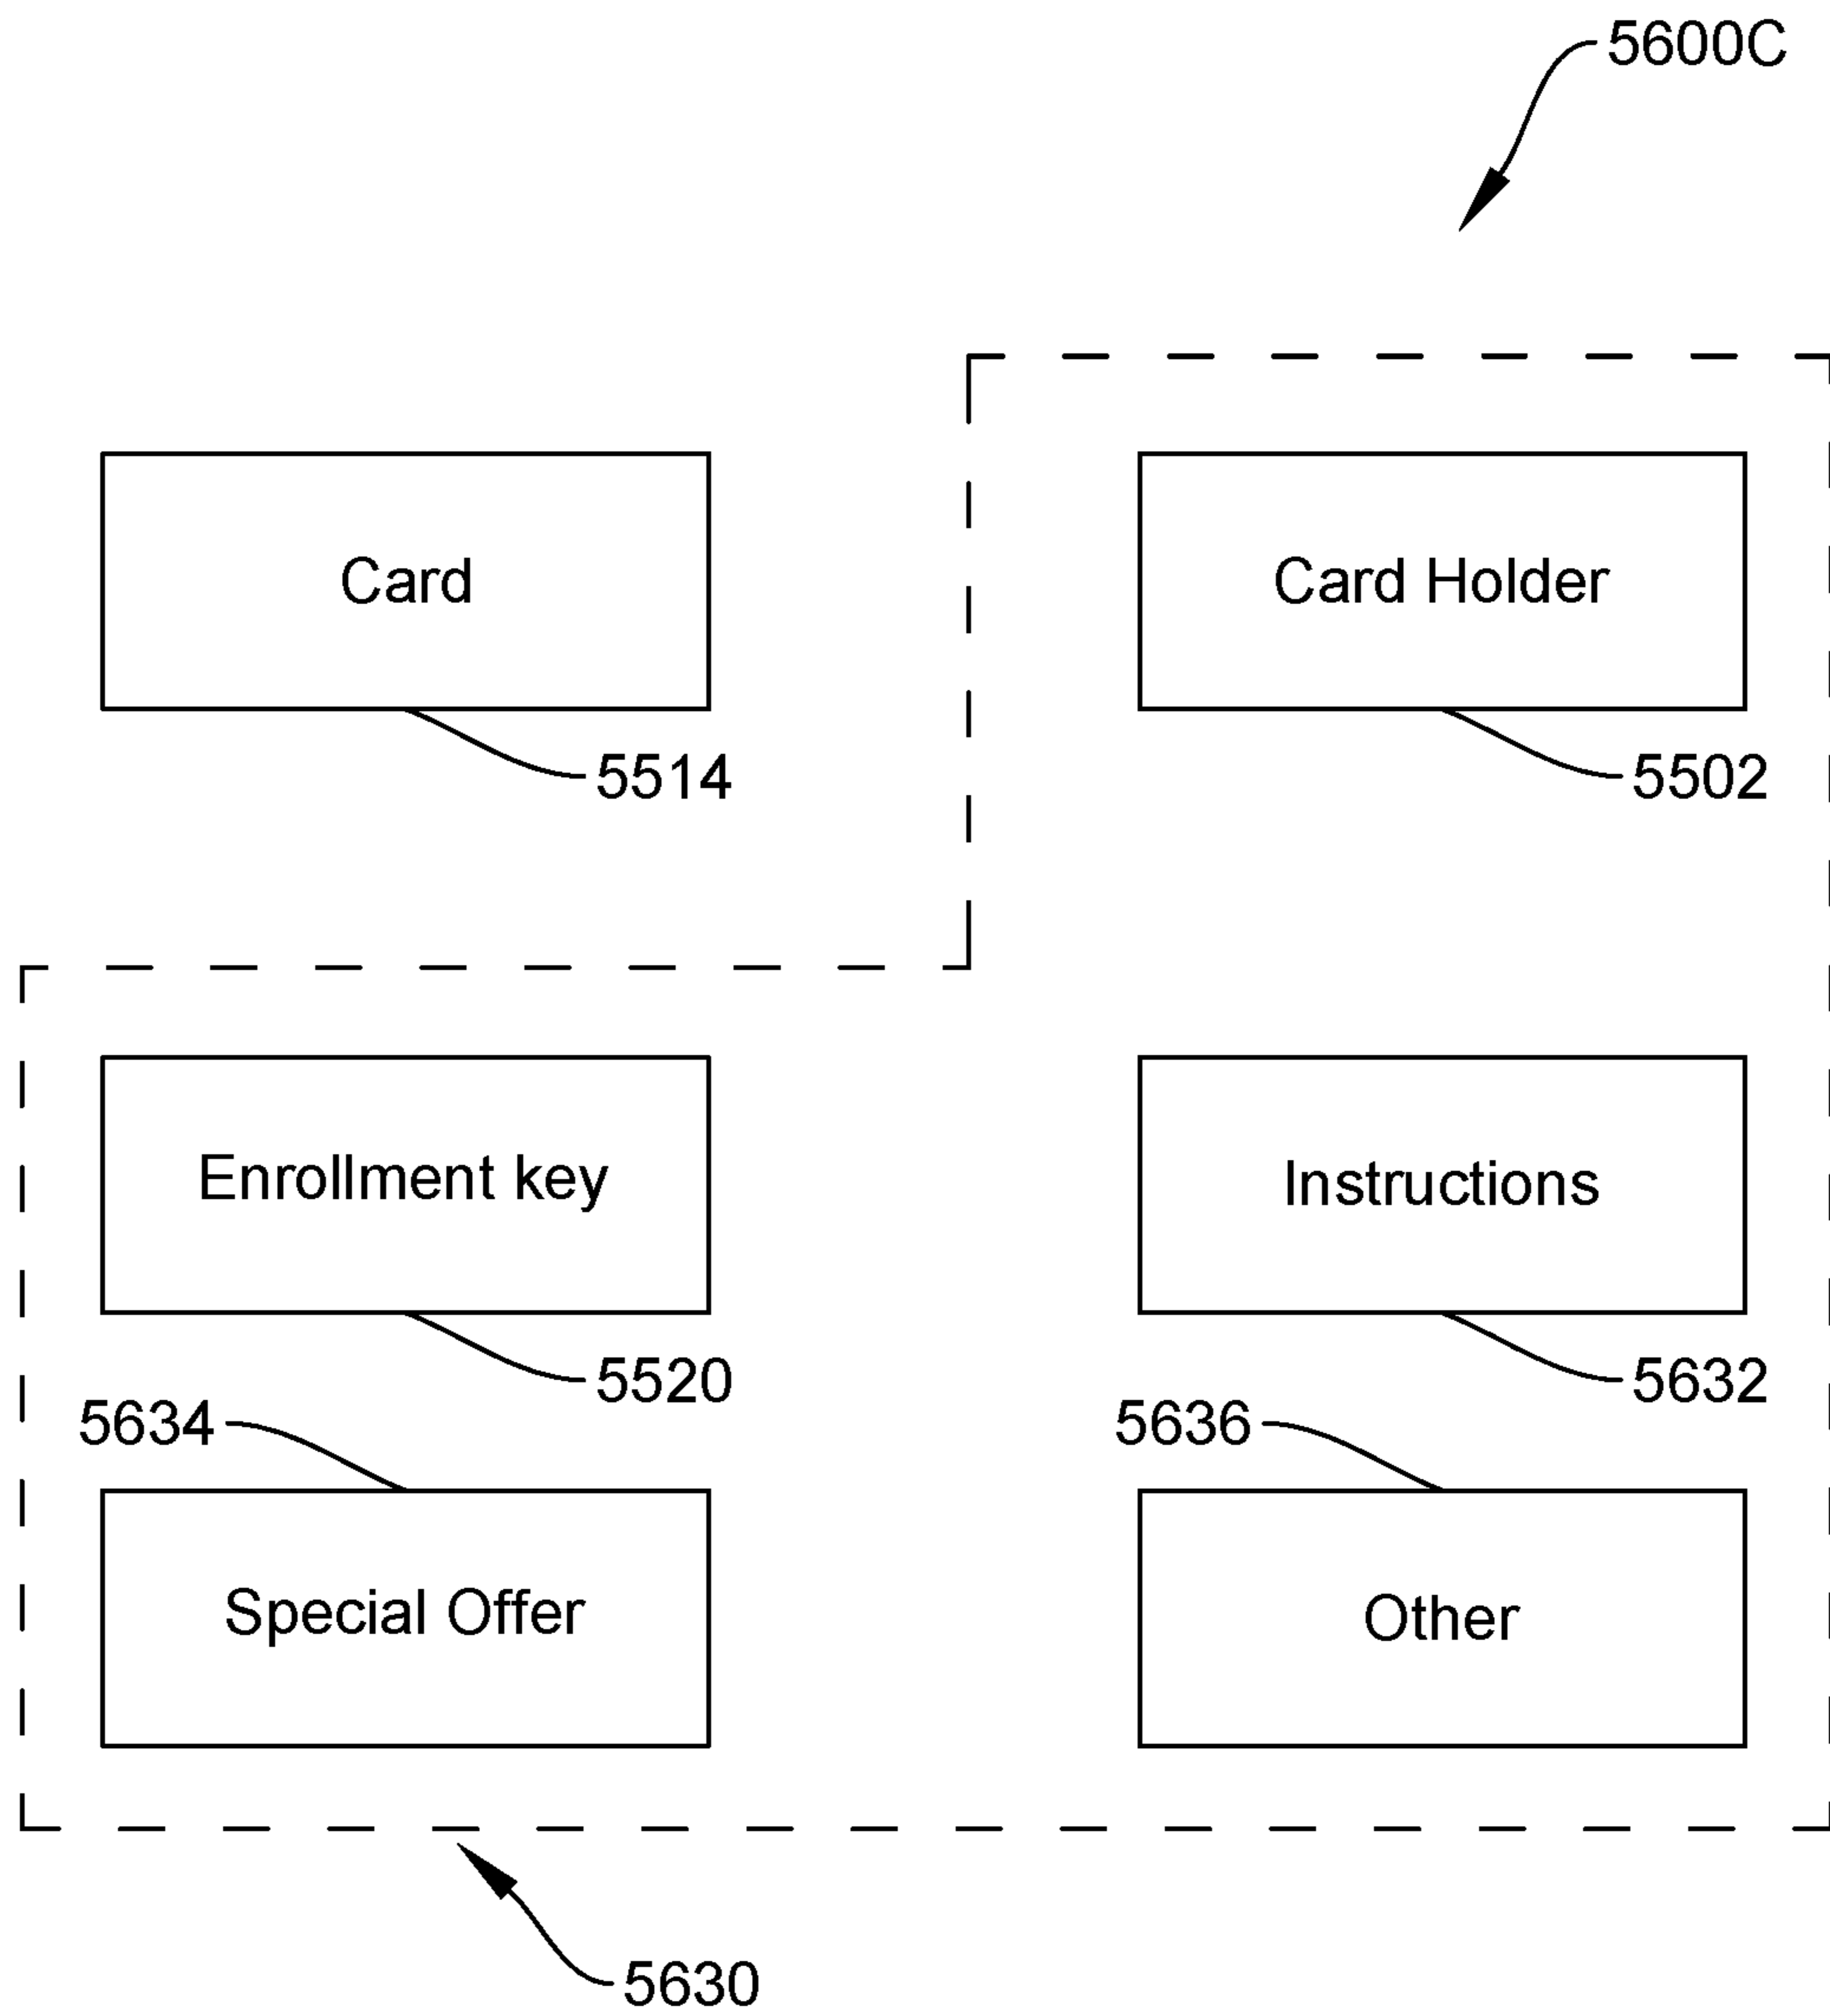 5600C
Card
Card Holder
5514
5502
Enrollment key
Instructions
5520
5632
5634
5636
Special Offer
Other
5630